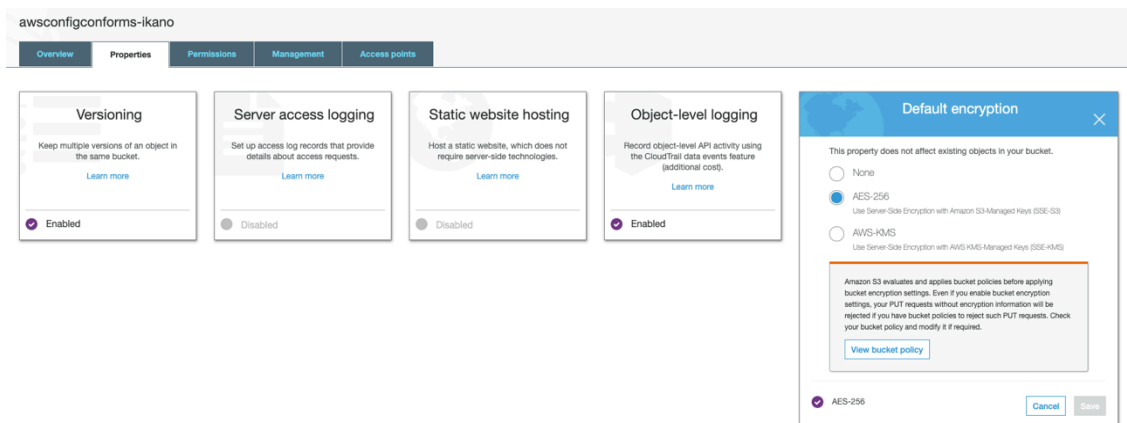 awsconfigconforms-ikano
Overview
Properties
Permissions
Management
Access points
Versioning
Keep multiple versions of an object in
the same bucket.
Learn more
Enabled
Server access logging
Set up access log records that provide
details about access requests.
Learn more
Disabled
Static website hosting
Host a static website, which does not
require server-side technologies.
Learn more
Disabled
Object-level logging
Record object-level API activity using
the CloudTrail data events feature
(additional cost).
Learn more
Enabled
Default encryption
This property does not affect existing objects in your bucket.
None
AES-256
Use Server-Side Encryption with Amazon S3-Managed Keys (SSE-S3)
AWS-KMS
Use Server-Side Encryption with AWS KMS-Managed Keys (SSE-KMS)
Amazon S3 evaluates and applies bucket policies before applying
bucket encryption settings. Even if you enable bucket encryption
settings, your PUT requests without encryption information will be
rejected if you have bucket policies to reject such PUT requests. Check
your bucket policy and modify it if required.
View bucket policy
AES-256
Cancel
Save